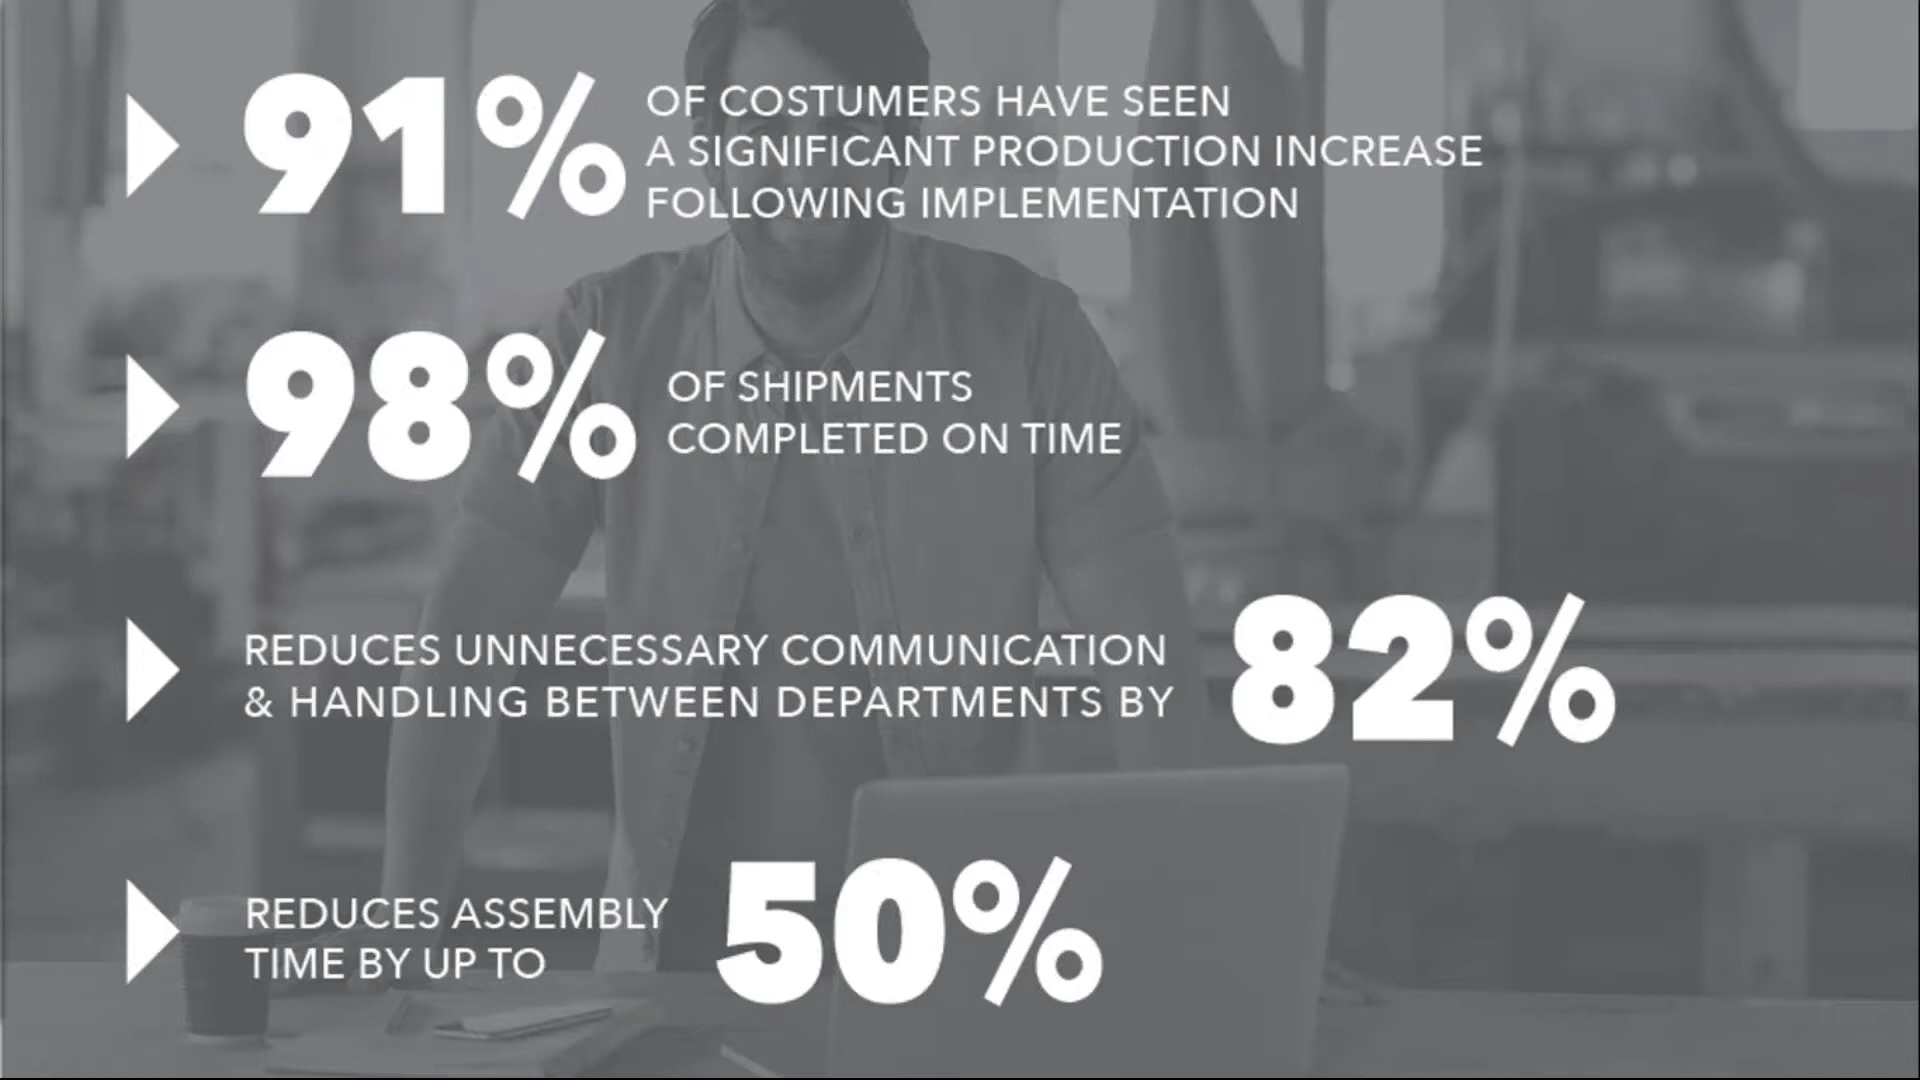 91% OF COSTUMERS HAVE SEEN
A SIGNIFICANT PRODUCTION INCREASE
FOLLOWING IMPLEMENTATION
98% OF SHIPMENTS
COMPLETED ON TIME
REDUCES UNNECESSARY COMMUNICATION
& HANDLING BETWEEN DEPARTMENTS BY 82%
REDUCES ASSEMBLY
TIME BY UP TO 50%